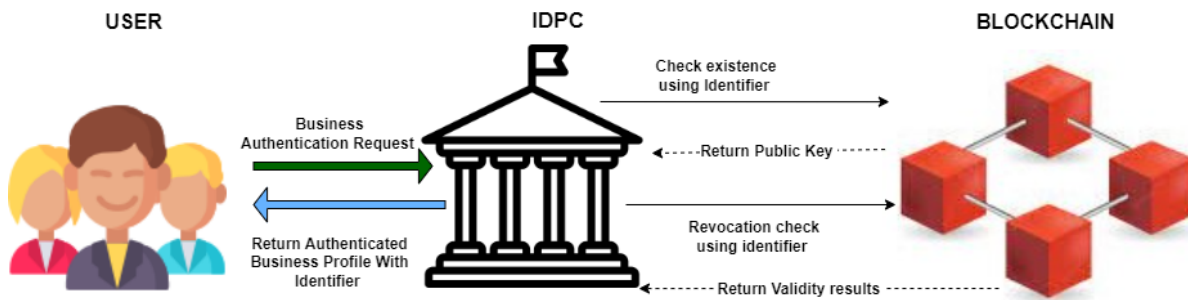 USER
IDPC
BLOCKCHAIN
Check existence
using Identifier
Business
Authentication Request
Return Public Key
Revocation check
using identifier
Return Authenticated
Business Profile With
Identifier
Return Validity results